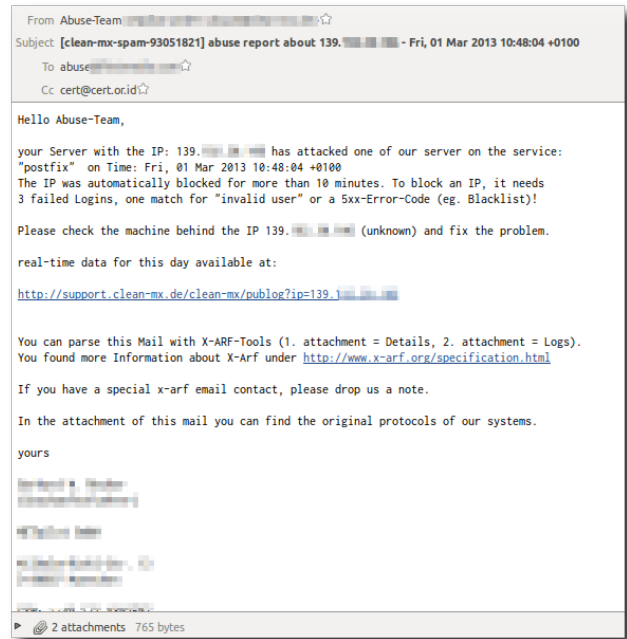 From Abuse-Team
Subject [clean-mx-spam-93051821] abuse report about 139. - Fri, 01 Mar 2013 10:48:04 +0100
To abuse
Cc cert@cert.or.id
Hello Abuse-Team,
your Server with the IP: 139. has attacked one of our server on the service:
"postfix" on Time: Fri, 01 Mar 2013 10:48:04 +0100
The IP was automatically blocked for more than 10 minutes. To block an IP, it needs
3 failed Logins, one match for "invalid user" or a 5xx-Error-Code (eg. Blacklist)!
Please check the machine behind the IP 139. (unknown) and fix the problem.
real-time data for this day available at:
http://support.clean-mx.de/clean-mx/publog?ip=139.
You can parse this Mail with X-ARF-Tools (1. attachment = Details, 2. attachment = Logs).
You found more Information about X-Arf under http://www.x-arf.org/specification.html
If you have a special x-arf email contact, please drop us a note.
In the attachment of this mail you can find the original protocols of our systems.
yours
2 attachments 765 bytes